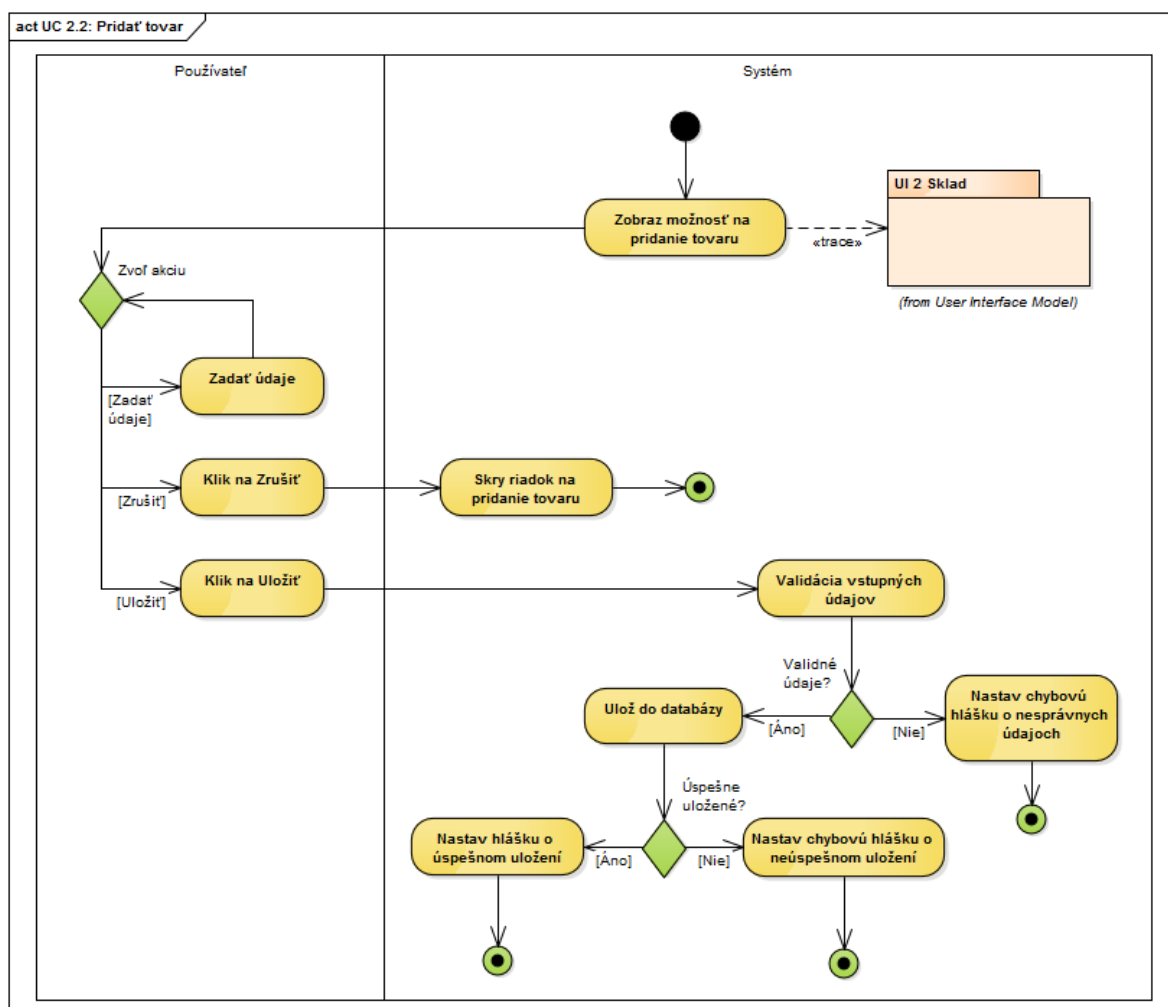 act UC 2.2: Pridať tovar
Používateľ
Systém
UI 2 Sklad
Zobraz možnosť na
pridanie tovaru
«trace»
(from User Interface Model)
Zvoľ akciu
Zadať údaje
[Zadať
údaje]
Klik na Zrušiť
[Zrušiť]
Skry riadok na
pridanie tovaru
Klik na Uložiť
[Uložiť]
Validácia vstupných
údajov
Validné
údaje?
Ulož do databázy
[Áno]
[Nie]
Nastav chybovú
hlášku o nesprávnych
údajoch
Úspešne
uložené?
Nastav hlášku o
úspešnom uložení
[Áno]
[Nie]
Nastav chybovú hlášku o
neúspešnom uložení